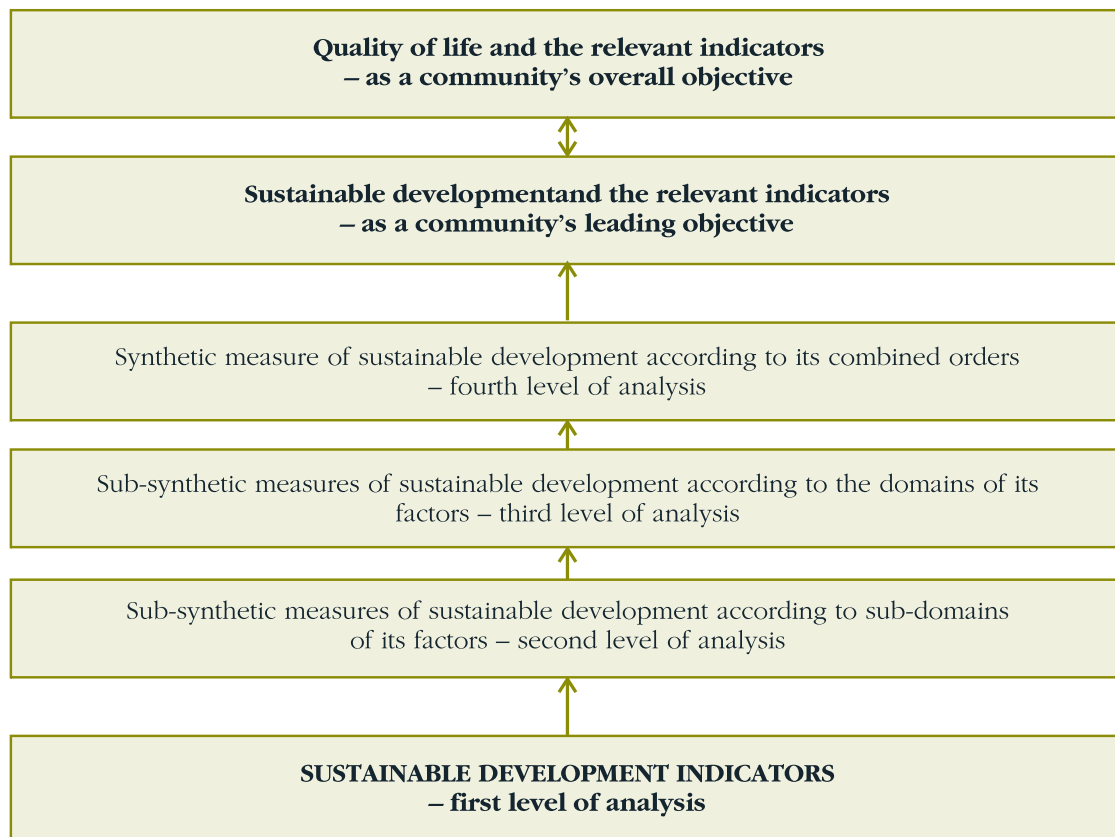 Quality of life and the relevant indicators
– as a community’s overall objective
Sustainable developmentand the relevant indicators
– as a community’s leading objective
Synthetic measure of sustainable development according to its combined orders
– fourth level of analysis
Sub-synthetic measures of sustainable development according to the domains of its
factors – third level of analysis
Sub-synthetic measures of sustainable development according to sub-domains
of its factors – second level of analysis
SUSTAINABLE DEVELOPMENT INDICATORS
– first level of analysis